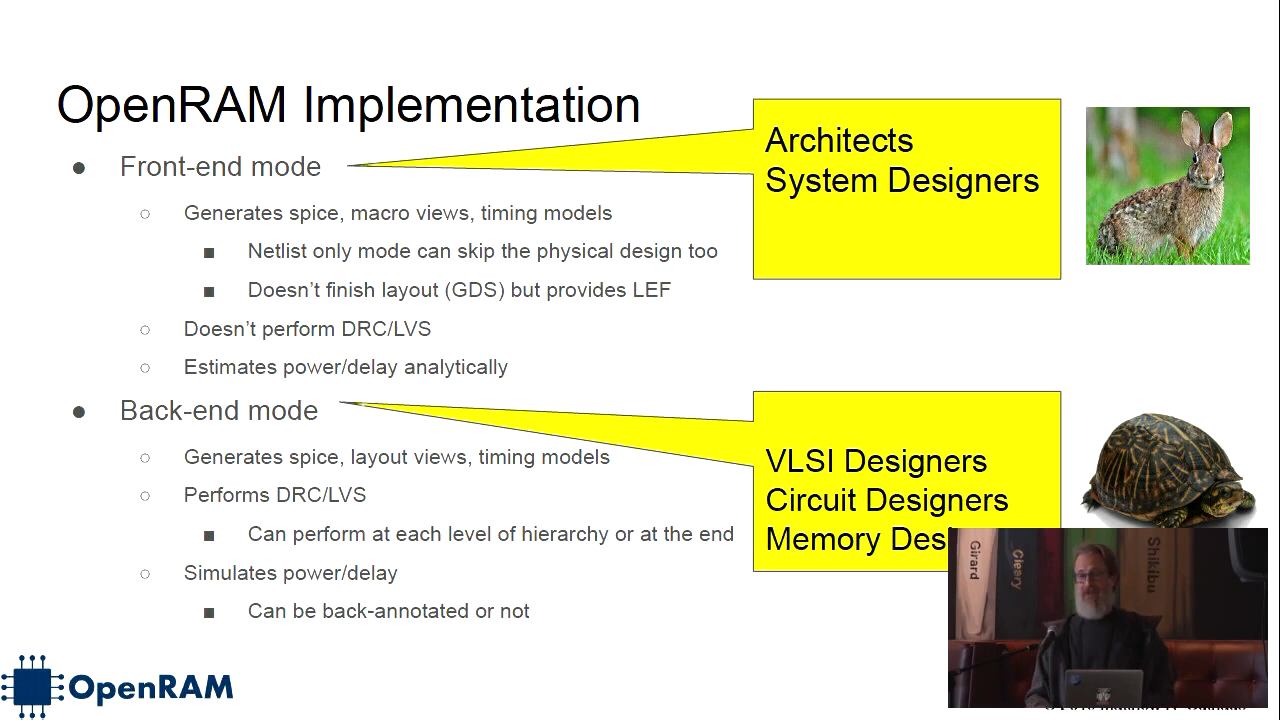 OpenRAM Implementation
● Front-end mode
○ Generates spice, macro views, timing models
■ Netlist only mode can skip the physical design too
■ Doesn't finish layout (GDS) but provides LEF
○ Doesn't perform DRC/LVS
○ Estimates power/delay analytically
● Back-end mode
○ Generates spice, layout views, timing models
○ Performs DRC/LVS
■ Can perform at each level of hierarchy or at the end
○ Simulates power/delay
■ Can be back-annotated or not
Architects
System Designers
VLSI Designers
Circuit Designers
Memory Des
Girard
Cleary
Shikibu
OpenRAM